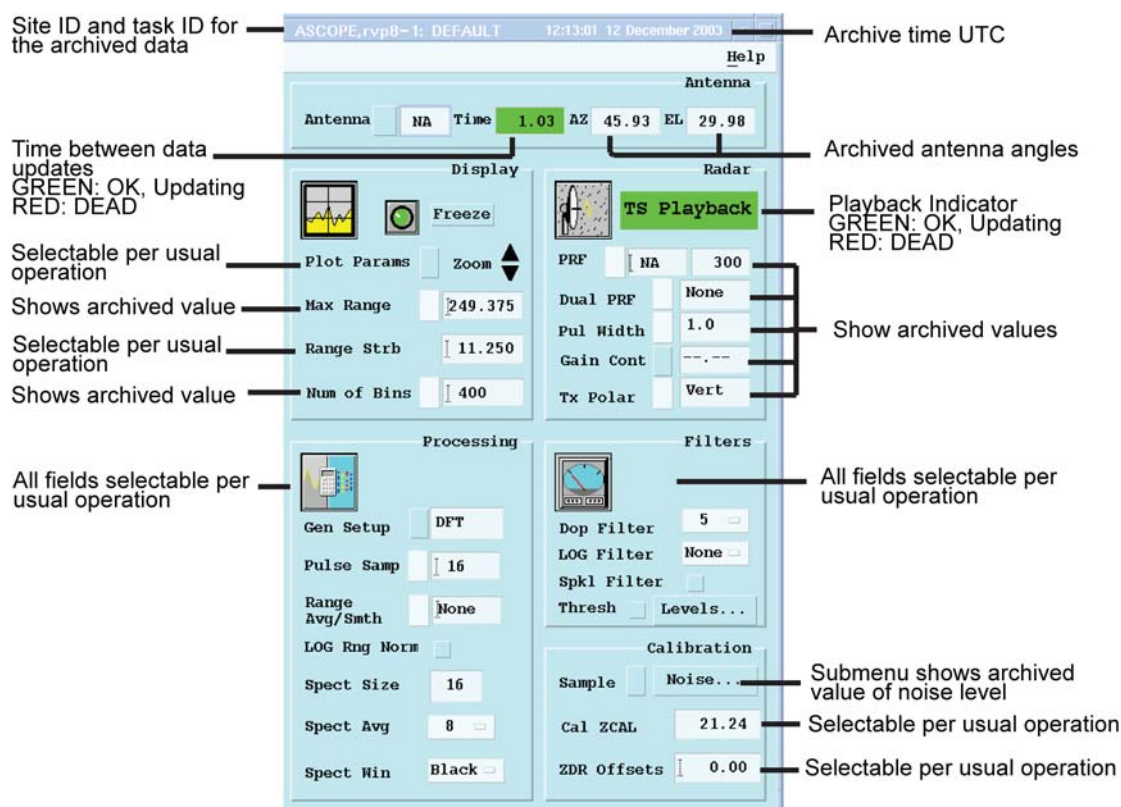 Site ID and task ID for
the archived data
ASCOPE,rvp8-1: DEFAULT 12:13:01 12 December 2003
Archive time UTC
Help
Antenna
Antenna NA Time 1.03 AZ 45.93 EL 29.98
Time between data
updates
GREEN: OK, Updating
RED: DEAD
Archived antenna angles
Display
Freeze
Radar
TS Playback
Playback Indicator
GREEN: OK, Updating
RED: DEAD
Selectable per usual
operation
Plot Params Zoom
Shows archived value
Max Range 249.375
Selectable per usual
operation
Range Strb 11.250
Shows archived value
Num of Bins 400
PRF NA 300
Dual PRF None
Pul Width 1.0
Gain Cont --.--
Tx Polar Vert
Show archived values
Processing
All fields selectable per
usual operation
Gen Setup DFT
Pulse Samp 16
Range
Avg/Smth None
LOG Rng Norm
Spect Size 16
Spect Avg 8
Spect Win Black
Filters
All fields selectable per
usual operation
Dop Filter 5
LOG Filter None
Spkl Filter
Thresh Levels...
Calibration
Sample Noise...
Submenu shows archived
value of noise level
Cal ZCAL 21.24
Selectable per usual operation
ZDR Offsets 0.00
Selectable per usual operation